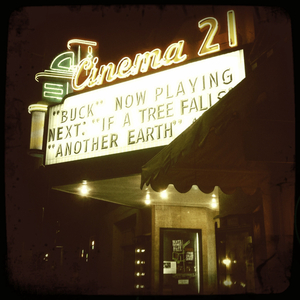 Cinema 21
"BUCK" NOW PLAYING
NEXT: "IF A TREE FALLS
"ANOTHER EARTH"